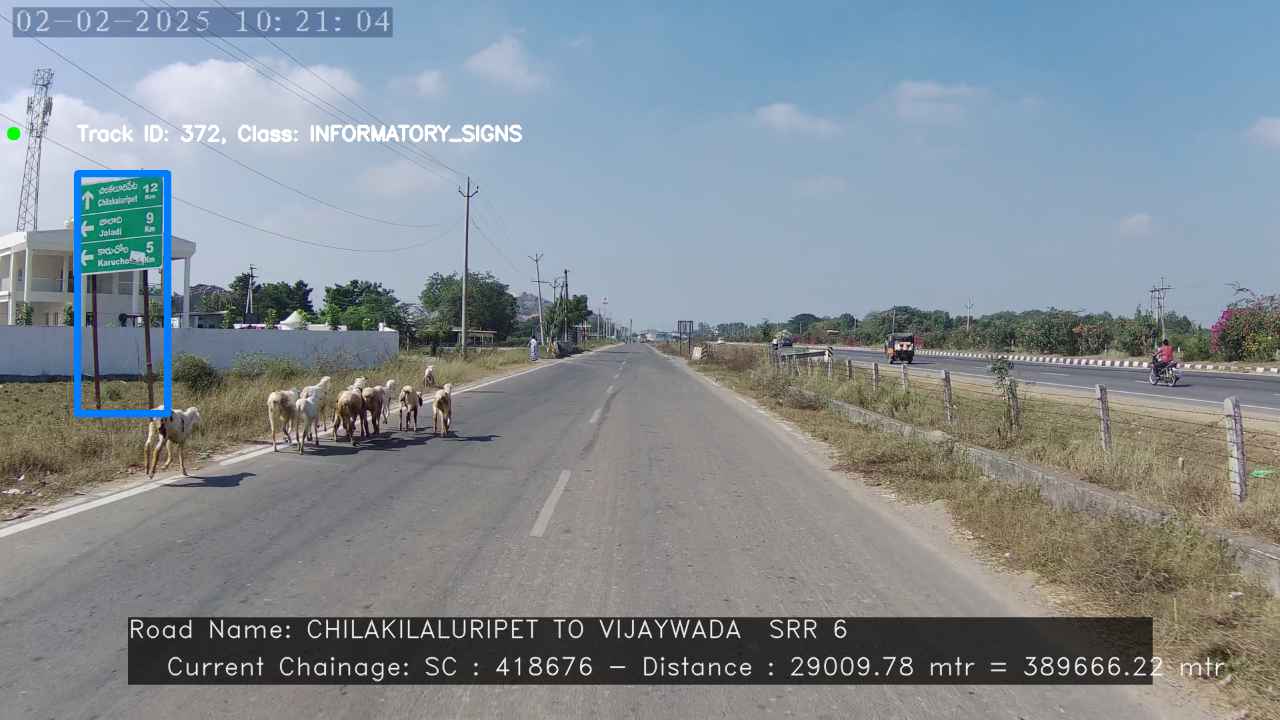 02-02-2025 10:21:04
Track ID: 372, Class: INFORMATORY_SIGNS
చిలకలూరిపేట 12
Chilakaluripet Km
జాలాది 9
Jaladi Km
కారుచోల 5
Km
Road Name: CHILAKILALURIPET TO VIJAYWADA SRR 6
Current Chainage: SC : 418676 - Distance : 29009.78 mtr = 389666.22 mtr